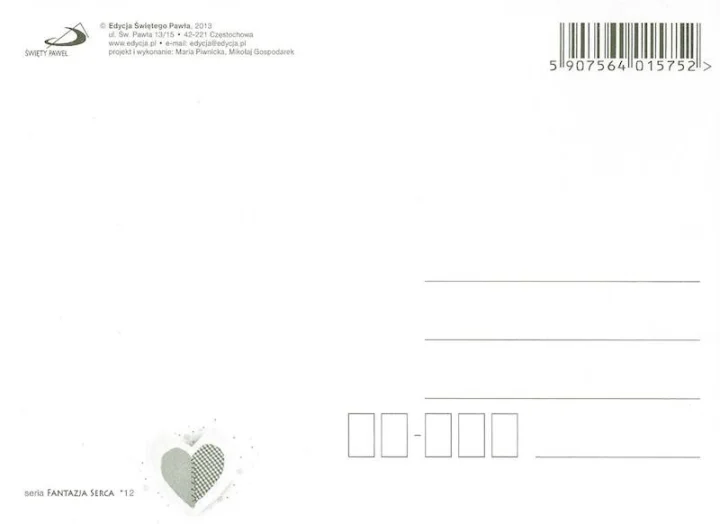 ŚWIĘTY PAWEŁ
© Edycja Świętego Pawła, 2013
ul. Św. Pawła 13/15 • 42-221 Częstochowa
www.edycja.pl • e-mail: edycja@edycja.pl
projekt i wykonanie: Maria Piwnicka, Mikołaj Gospodarek
5 907564 015752 >
-
seria FANTAZJA SERCA *12